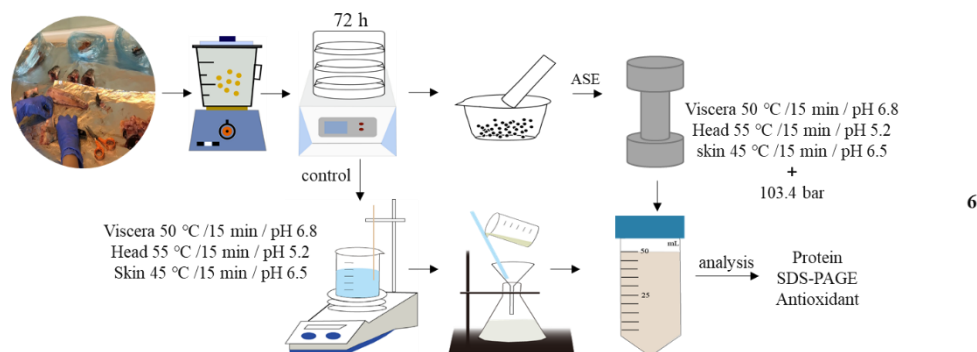 72 h
ASE
Viscera 50 ℃ /15 min / pH 6.8
Head 55 ℃ /15 min / pH 5.2
skin 45 ℃ /15 min / pH 6.5
+
103.4 bar
control
Viscera 50 ℃ /15 min / pH 6.8
Head 55 ℃ /15 min / pH 5.2
Skin 45 ℃ /15 min / pH 6.5
mL
50
25
analysis
Protein
SDS-PAGE
Antioxidant
6